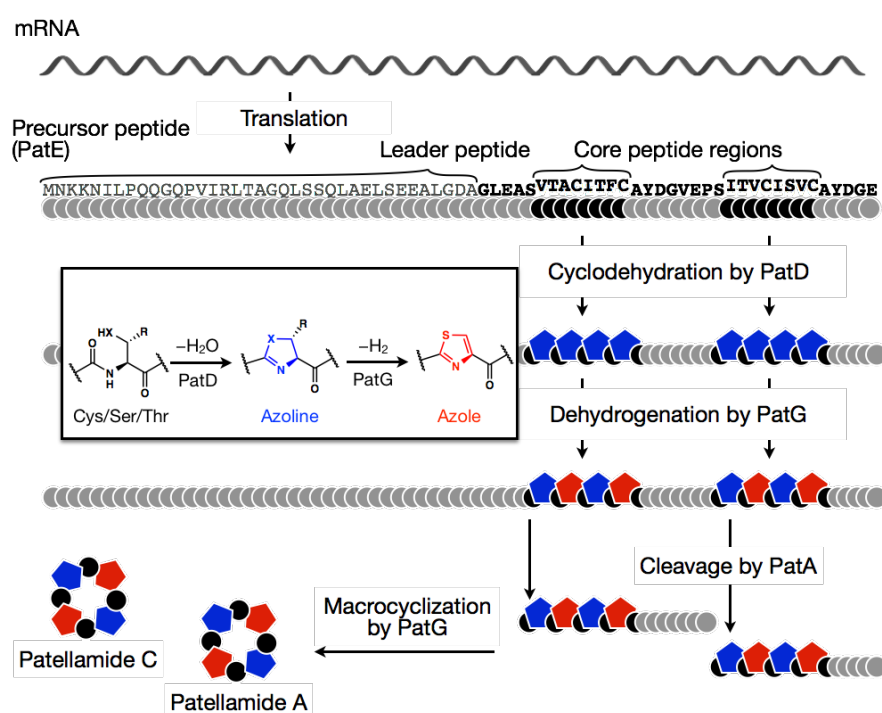 mRNA
Translation
Precursor peptide
(PatE)
Leader peptide
Core peptide regions
MNKKNILPQQGQPVIRLTAGQLSSQLAELSEEALGDAGLEASVTACITFCAYDGVEPSITVCISVCAYDGE
Cyclodehydration by PatD
HX
R
O
N
H
O
Cys/Ser/Thr
–H2O
PatD
X
R
N
O
Azoline
–H2
PatG
S
N
O
Azole
Dehydrogenation by PatG
Cleavage by PatA
Macrocyclization
by PatG
Patellamide C
Patellamide A